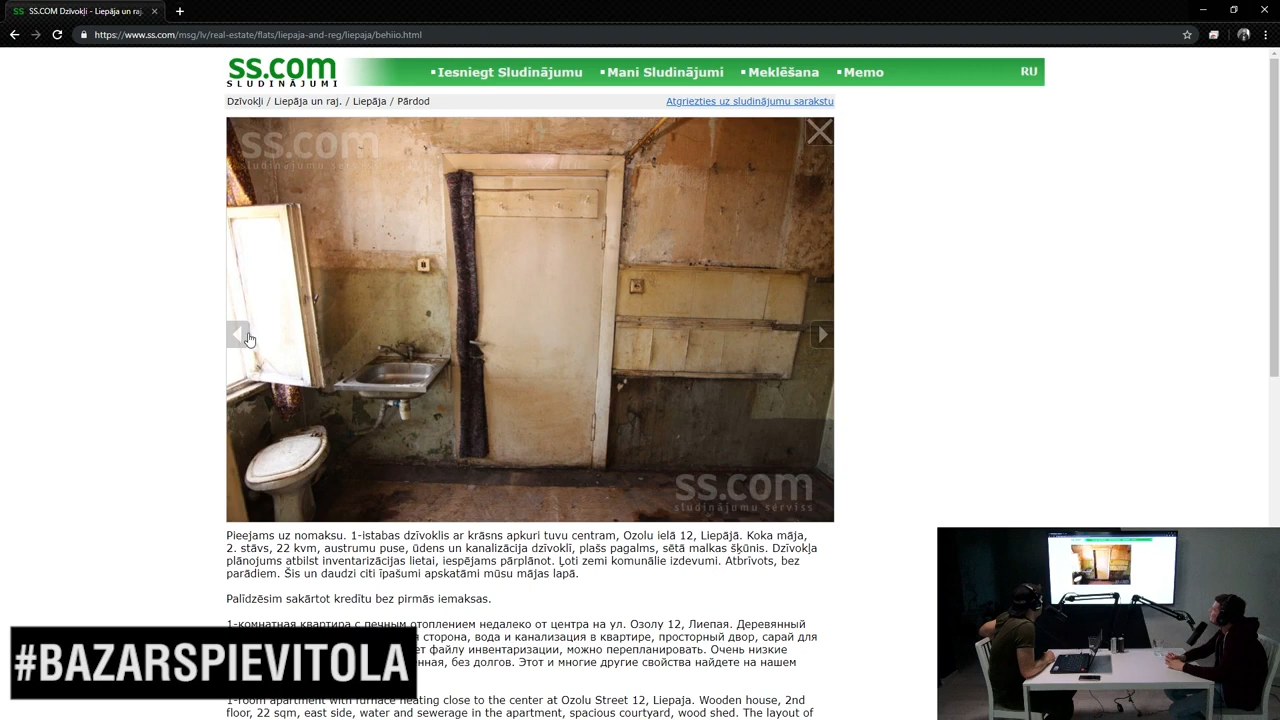 SS.COM Dzīvokļi - Liepāja un raj.
https://www.ss.com/msg/lv/real-estate/flats/liepaja-and-reg/liepaja/behiio.html
ss.com
SLUDINĀJUMI
Iesniegt Sludinājumu Mani Sludinājumi Meklēšana Memo RU
Dzīvokļi / Liepāja un raj. / Liepāja / Pārdod Atgriezties uz sludinājumu sarakstu
ss.com
sludinājumu serviss
ss.com
sludinājumu serviss
Pieejams uz nomaksu. 1-istabas dzīvoklis ar krāsns apkuri tuvu centram, Ozolu ielā 12, Liepājā. Koka māja,
2. stāvs, 22 kvm, austrumu puse, ūdens un kanalizācija dzīvoklī, plašs pagalms, sētā malkas šķūnis. Dzīvokļa
plānojums atbilst inventarizācijas lietai, iespējams pārplānot. Ļoti zemi komunālie izdevumi. Atbrīvots, bez
parādiem. Šis un daudzi citi īpašumi apskatāmi mūsu mājas lapā.
Palīdzēsim sakārtot kredītu bez pirmās iemaksas.
1-комнатная квартира с печным отоплением недалеко от центра на ул. Озолу 12, Лиепая. Деревянный
сторона, вода и канализация в квартире, просторный двор, сарай для
файлу инвентаризации, можно перепланировать. Очень низкие
без долгов. Этот и многие другие свойства найдете на нашем
#BAZARSPIEVITOLA
1-room apartment with furnace heating close to the center at Ozolu Street 12, Liepaja. Wooden house, 2nd
floor, 22 sqm, east side, water and sewerage in the apartment, spacious courtyard, wood shed. The layout of